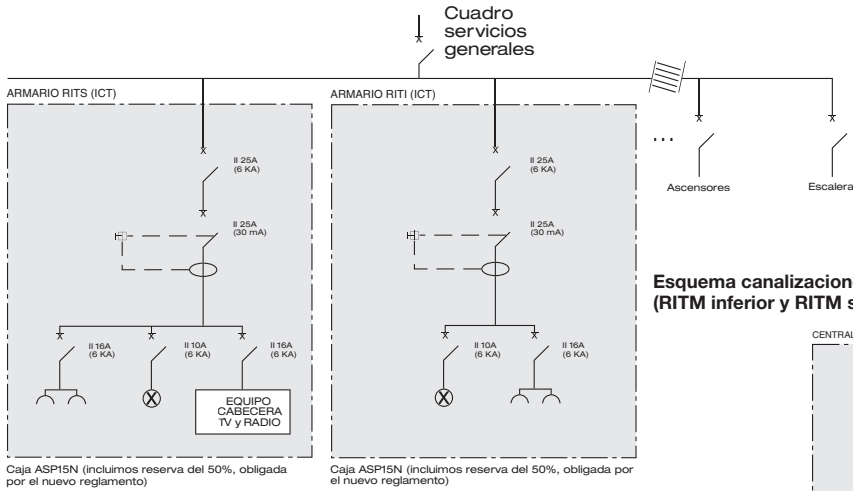 Cuadro
servicios
generales
ARMARIO RITS (ICT)
II 25A
(6 KA)
II 25A
(30 mA)
II 16A
(6 KA)
II 10A
(6 KA)
II 16A
(6 KA)
EQUIPO
CABECERA
TV y RADIO
Caja ASP15N (incluimos reserva del 50%, obligada
por el nuevo reglamento)
ARMARIO RITI (ICT)
II 25A
(6 KA)
II 25A
(30 mA)
II 10A
(6 KA)
II 16A
(6 KA)
Caja ASP15N (incluimos reserva del 50%, obligada por
el nuevo reglamento)
...
Ascensores
Escalera
Esquema canalizacion
(RITM inferior y RITM s
CENTRAL